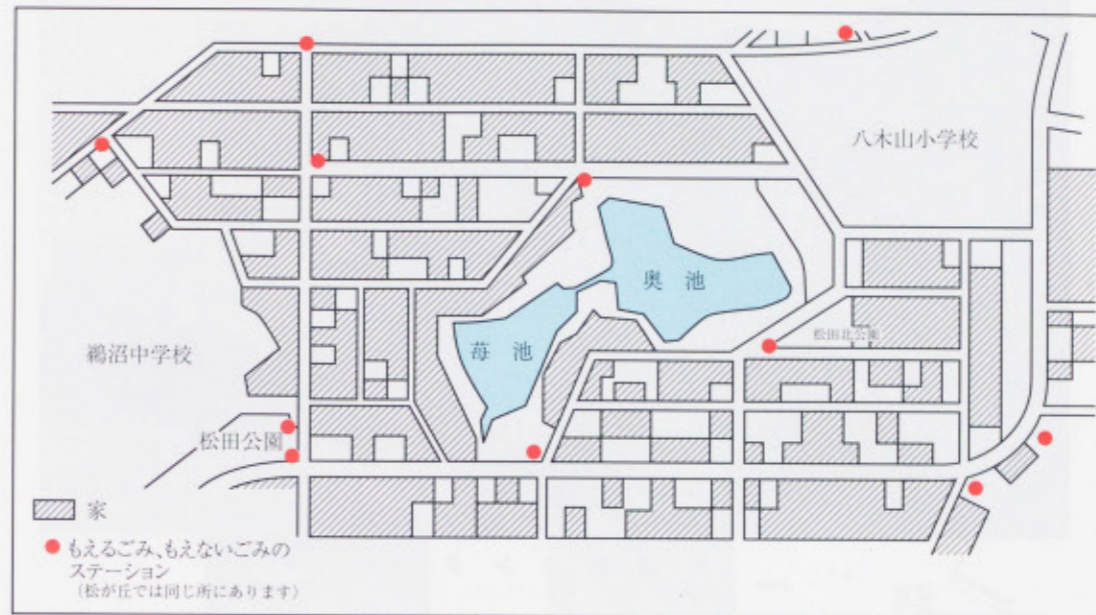 八木山小学校
奥池
松田北公園
苺池
鵜沼中学校
松田公園
家
もえるごみ、もえないごみの
ステーション
(松が丘では同じ所にあります)